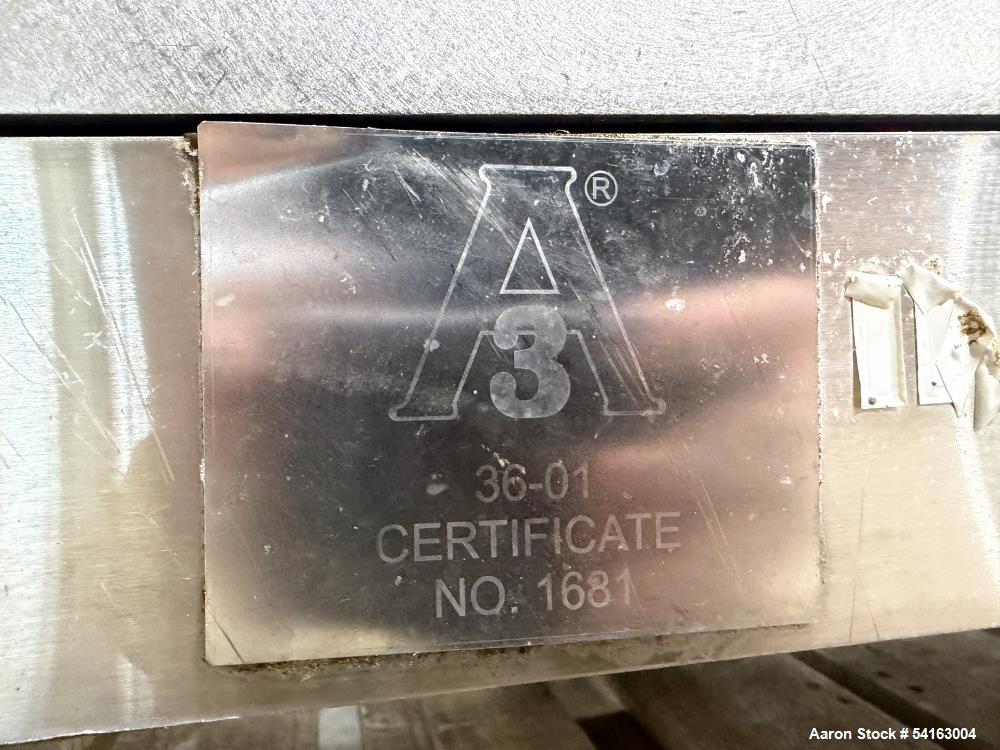 A ®
3
36-01
CERTIFICATE
NO. 1681
Aaron Stock # 54163004